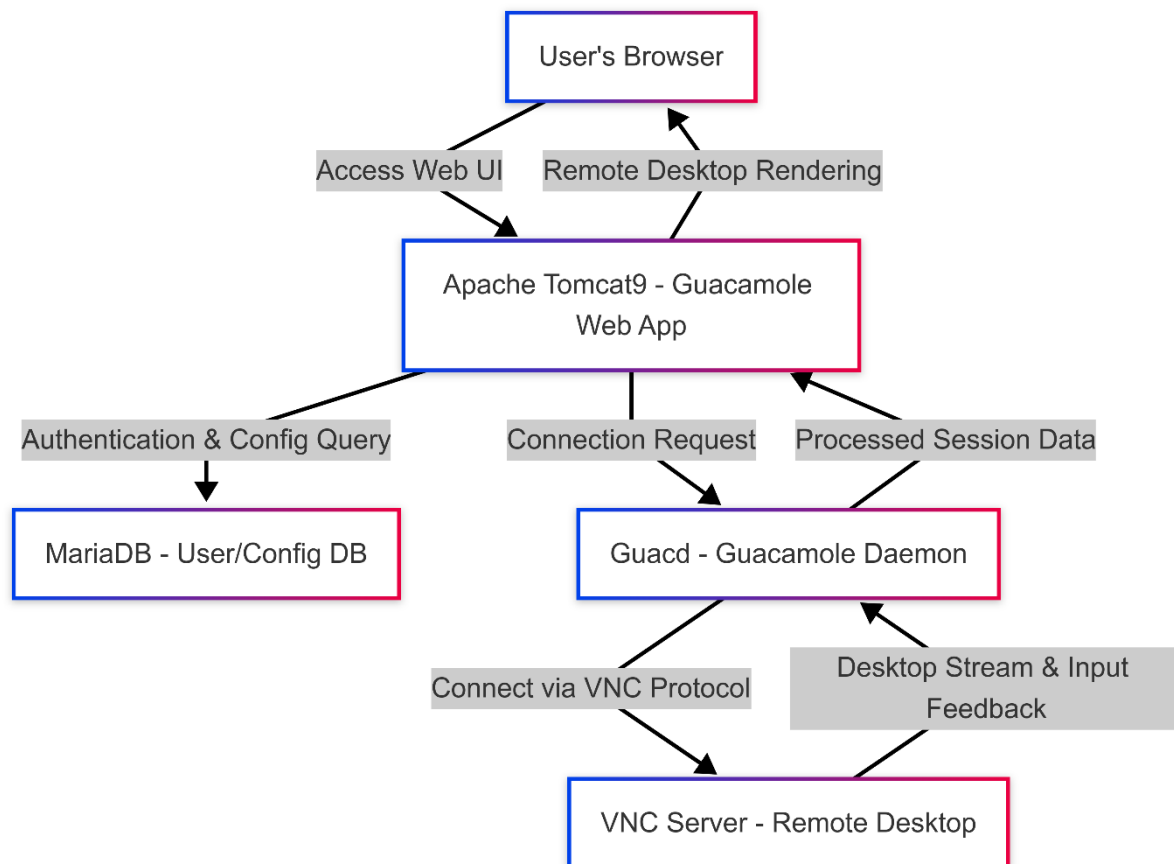 User's Browser
Access Web UI
Remote Desktop Rendering
Apache Tomcat9 - Guacamole
Web App
Authentication & Config Query
Connection Request
Processed Session Data
MariaDB - User/Config DB
Guacd - Guacamole Daemon
Connect via VNC Protocol
Desktop Stream & Input
Feedback
VNC Server - Remote Desktop